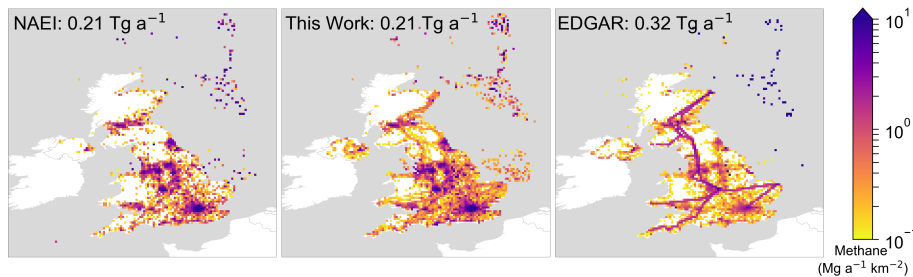 NAEI: 0.21 Tg a⁻¹
This Work: 0.21 Tg a⁻¹
EDGAR: 0.32 Tg a⁻¹
10¹
10⁰
10⁻
Methane
(Mg a⁻¹ km⁻²)